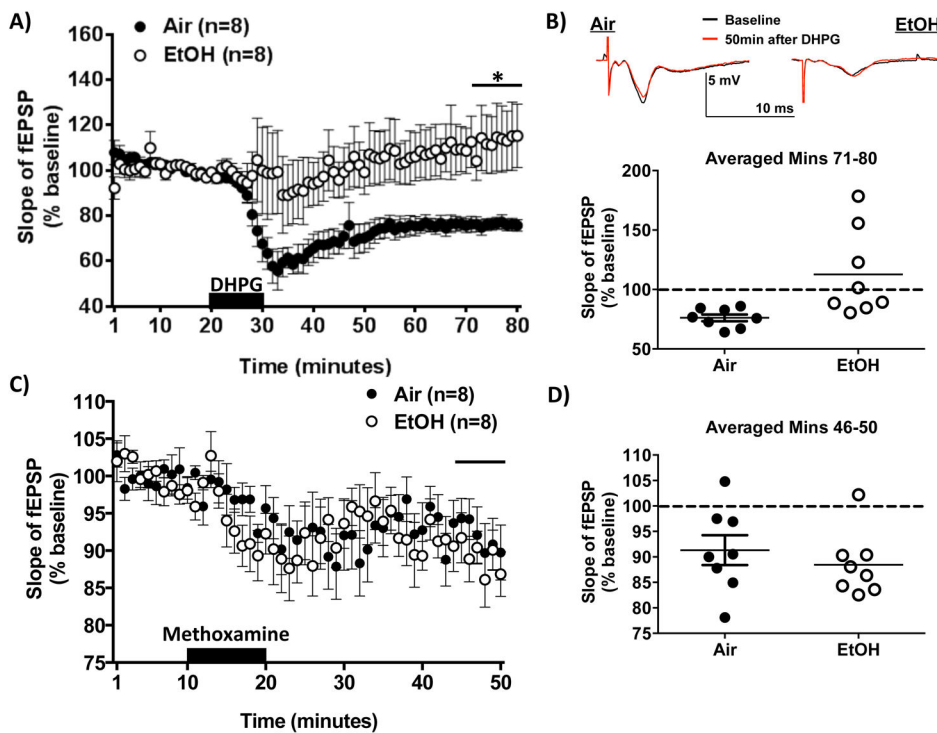 A)
Air (n=8)
EtOH (n=8)
*
Slope of fEPSP
(% baseline)
160
140
120
100
80
60
40
DHPG
1 10 20 30 40 50 60 70 80
Time (minutes)
B)
Air
Baseline
50min after DHPG
EtOH
5 mV
10 ms
Averaged Mins 71-80
Slope of fEPSP
(% baseline)
200
150
100
50
Air EtOH
C)
Air (n=8)
EtOH (n=8)
Slope of fEPSP
(% baseline)
110
105
100
95
90
85
80
75
Methoxamine
1 10 20 30 40 50
Time (minutes)
D)
Averaged Mins 46-50
Slope of fEPSP
(% baseline)
110
105
100
95
90
85
80
75
Air EtOH